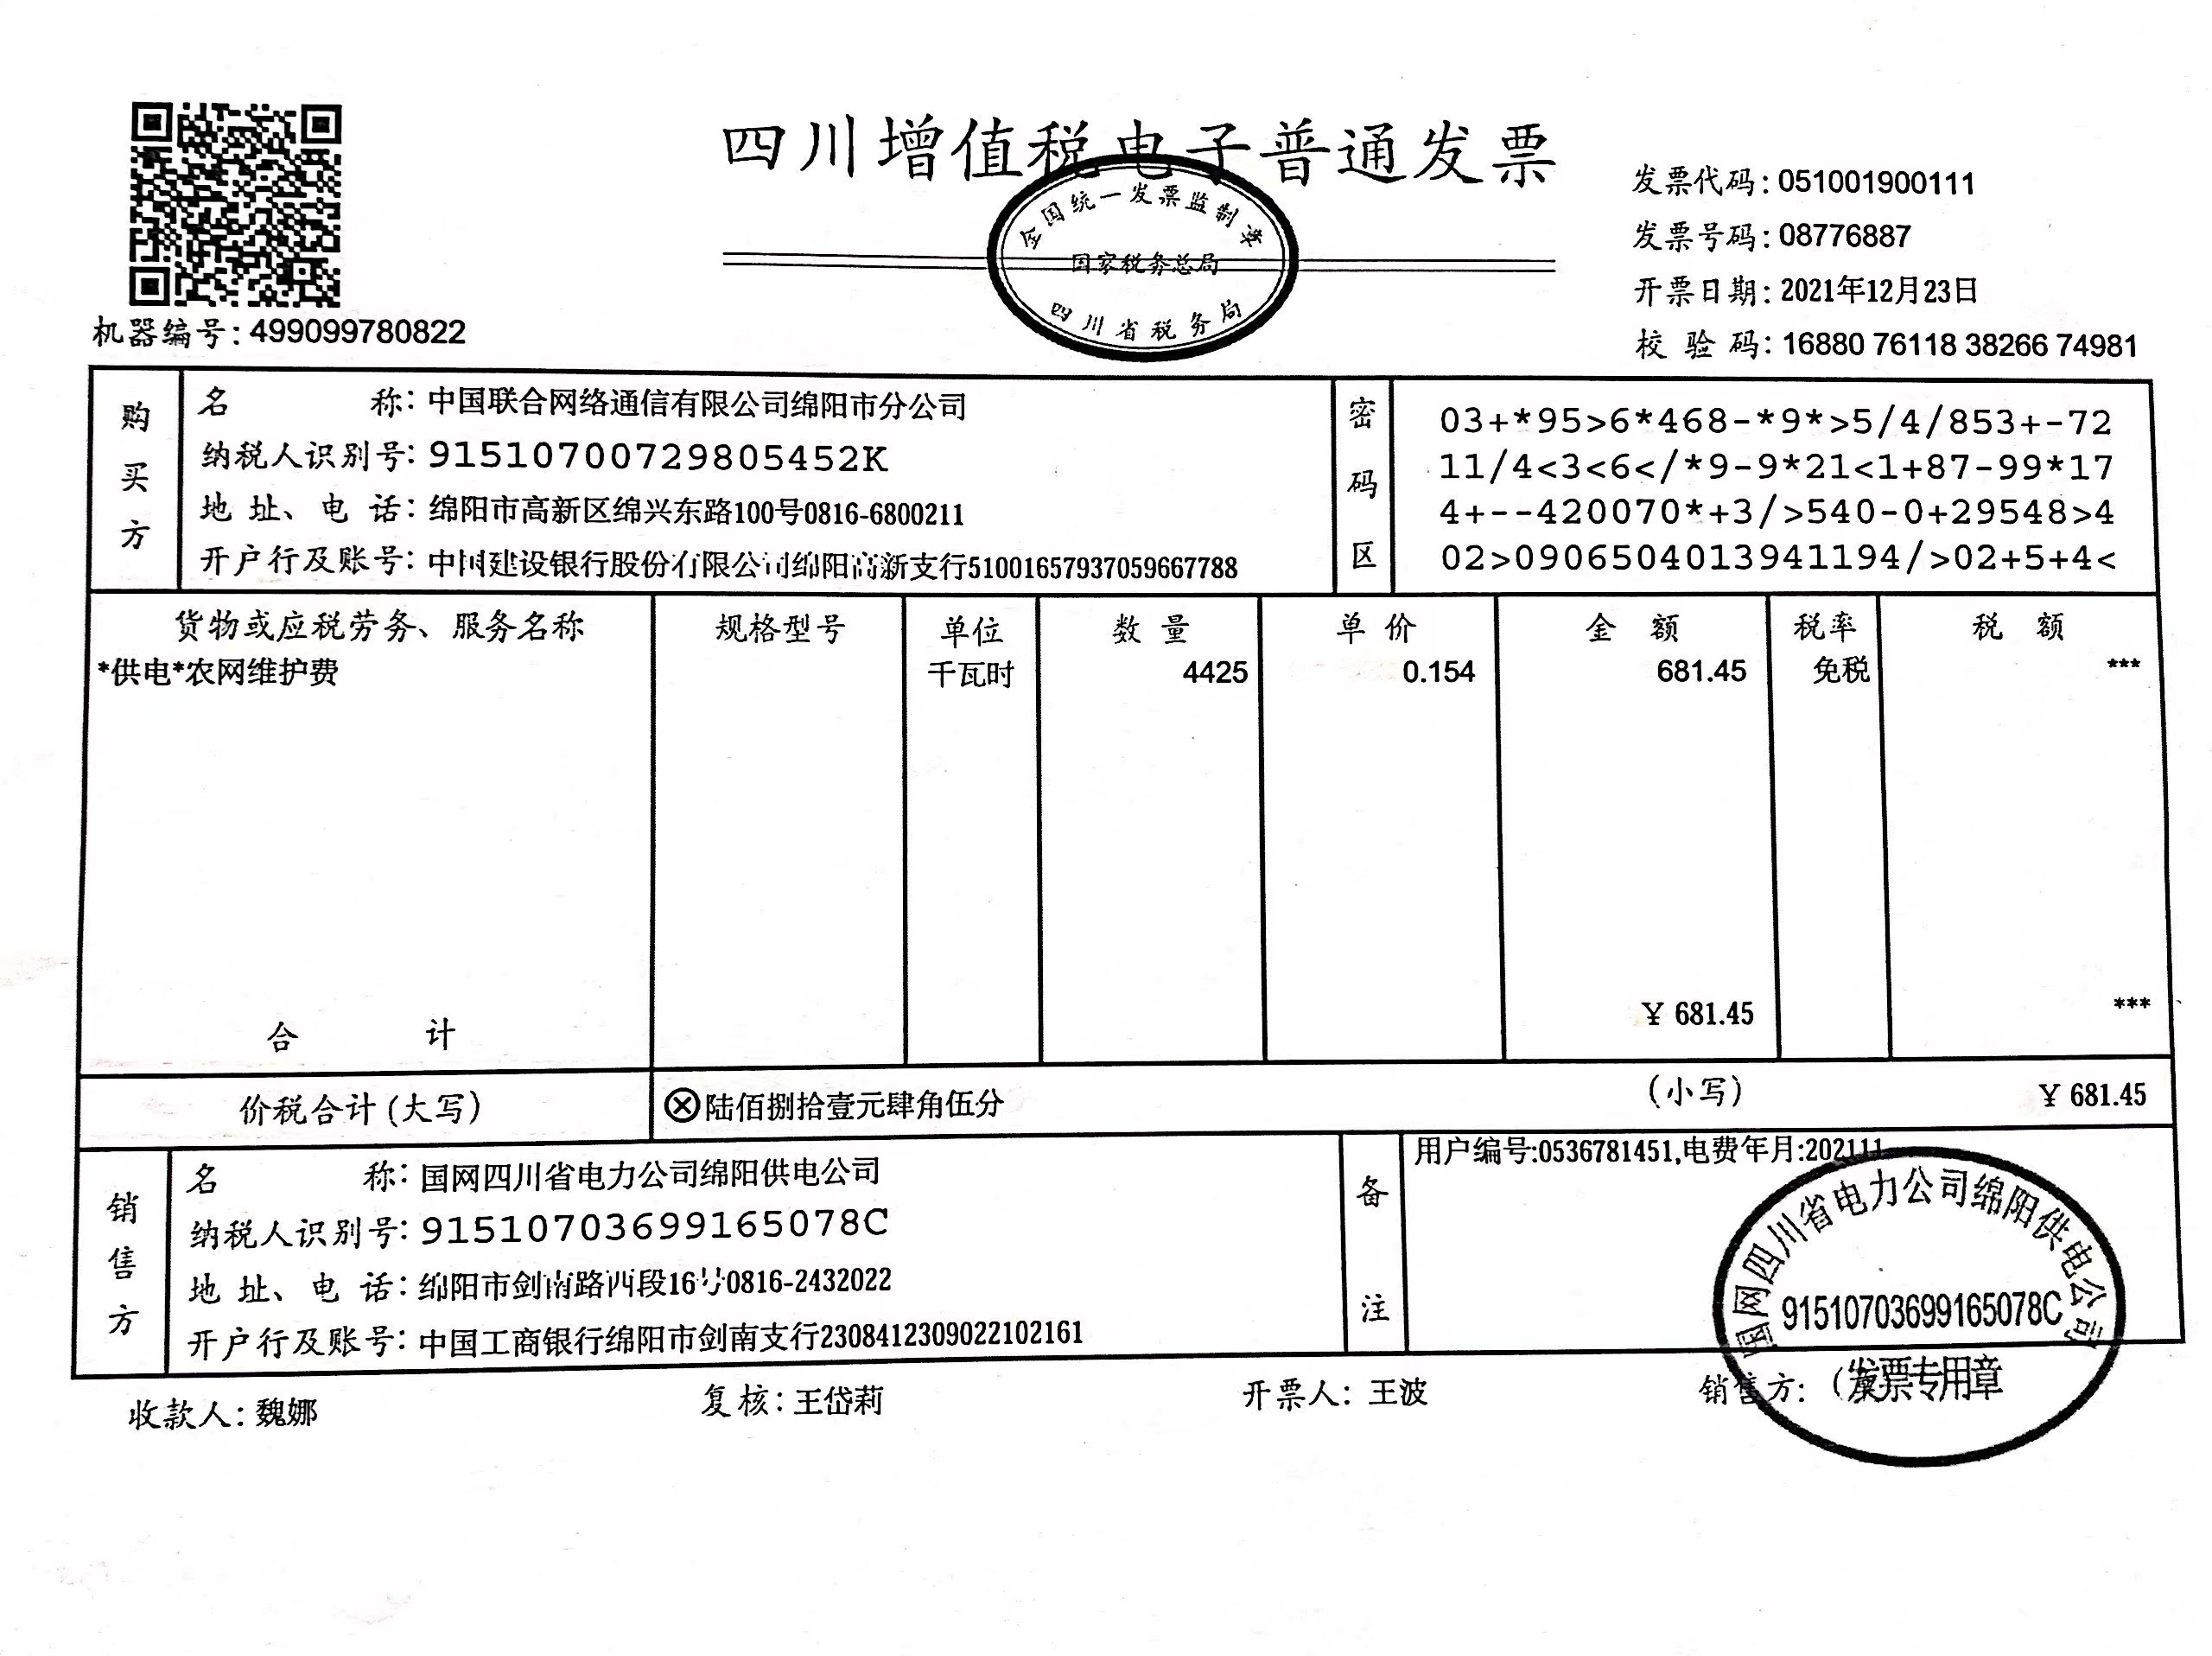 四川增值税电子普通发票
全国统一发票监制章
国家税务总局
四川省税务局
发票代码:051001900111
发票号码:08776887
开票日期:2021年12月23日
校验码:16880 76118 38266 74981
机器编号:499099780822
购买方
名称:中国联合网络通信有限公司绵阳市分公司
纳税人识别号:91510700729805452K
地址、电话:绵阳市高新区绵兴东路100号0816-6800211
开户行及账号:中国建设银行股份有限公司绵阳高新支行51001657937059667788
密码区
03+*95>6*468-*9*>5/4/853+-72
11/4<3<6</*9-9*21<1+87-99*17
4+--420070*+3/>540-0+29548>4
02>0906504013941194/>02+5+4<
货物或应税劳务、服务名称 规格型号 单位 数量 单价 金额 税率 税额
*供电*农网维护费 千瓦时 4425 0.154 681.45 免税 ***
合计 ¥ 681.45 ***
价税合计(大写) ⊗陆佰捌拾壹元肆角伍分 (小写) ¥ 681.45
销售方
名称:国网四川省电力公司绵阳供电公司
纳税人识别号:91510703699165078C
地址、电话:绵阳市剑南路西段16号0816-2432022
开户行及账号:中国工商银行绵阳市剑南支行2308412309022102161
备注
用户编号:0536781451,电费年月:202111
国网四川省电力公司绵阳供电公司
91510703699165078C
发票专用章
收款人:魏娜 复核:王岱莉 开票人:王波 销售方: